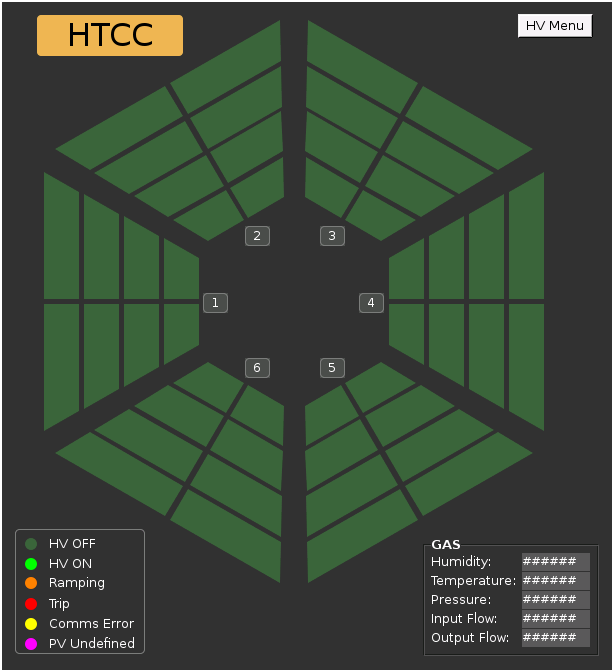 HTCC
HV Menu
2
3
1
4
6
5
HV OFF
HV ON
Ramping
Trip
Comms Error
PV Undefined
GAS
Humidity: ######
Temperature: ######
Pressure: ######
Input Flow: ######
Output Flow: ######